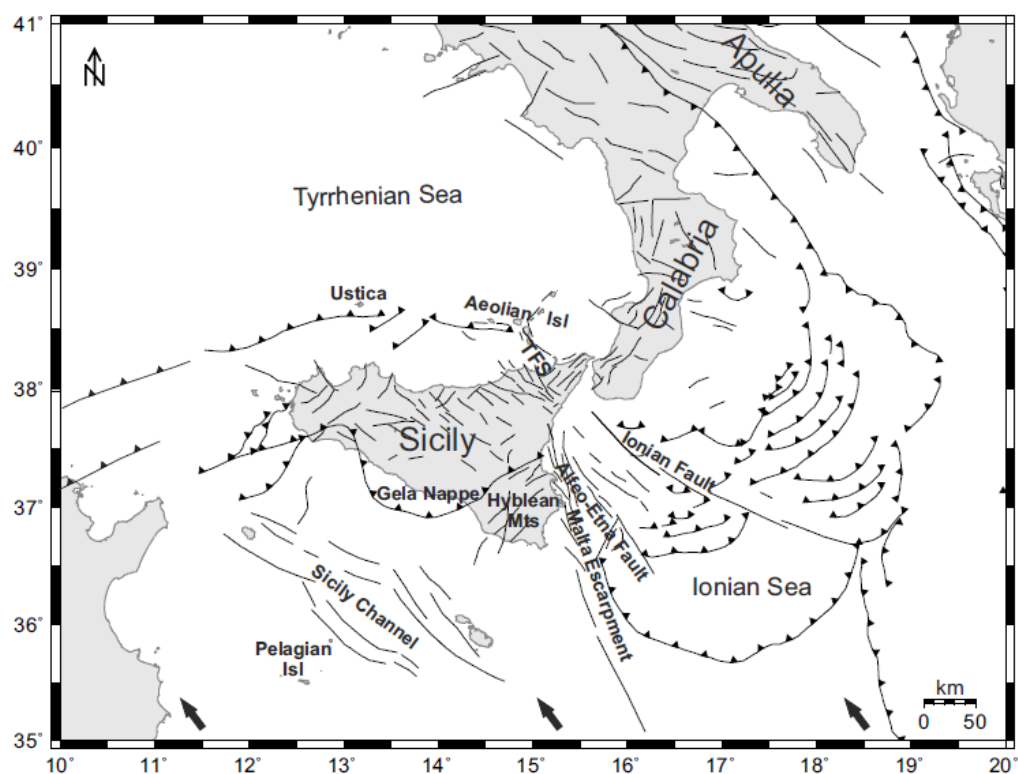 41°
40°
39°
38°
37°
36°
35°
N
Apulia
Tyrrhenian Sea
Calabria
Ustica
Aeolian Isl
TFS
Sicily
Ionian Fault
Gela Nappe
Hyblean
Mts
Alfeo-Etna Fault
Malta Escarpment
Sicily Channel
Ionian Sea
Pelagian
Isl
km
0 50
10° 11° 12° 13° 14° 15° 16° 17° 18° 19° 20°